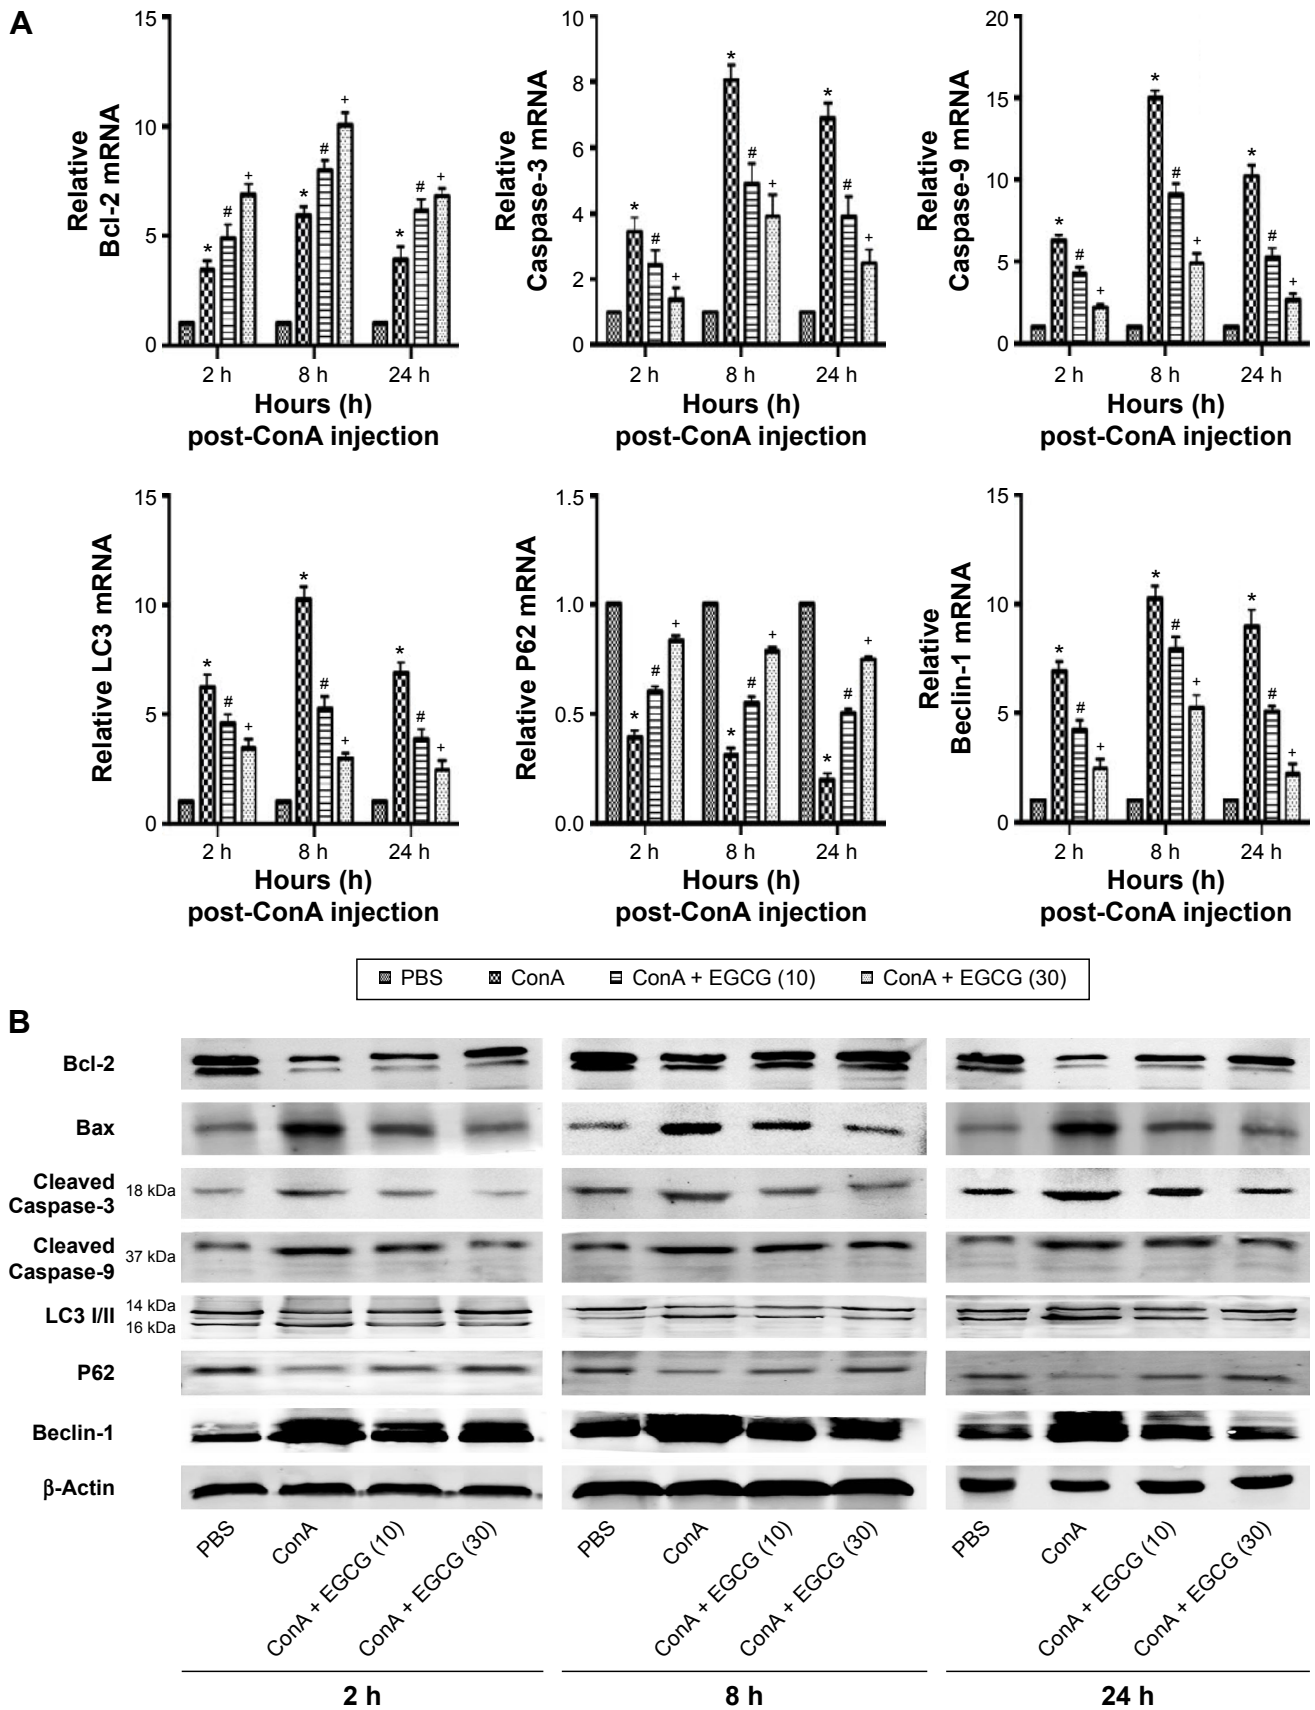 A
Relative
Bcl-2 mRNA
15
10
5
0
* # +
* # +
* # +
2 h 8 h 24 h
Hours (h)
post-ConA injection
Relative
Caspase-3 mRNA
10
8
6
4
2
0
* # +
* # +
* # +
2 h 8 h 24 h
Hours (h)
post-ConA injection
Relative
Caspase-9 mRNA
20
15
10
5
0
* # +
* # +
* # +
2 h 8 h 24 h
Hours (h)
post-ConA injection
Relative LC3 mRNA
15
10
5
0
* # +
* # +
* # +
2 h 8 h 24 h
Hours (h)
post-ConA injection
Relative P62 mRNA
1.5
1.0
0.5
0.0
* # +
* # +
* # +
2 h 8 h 24 h
Hours (h)
post-ConA injection
Relative
Beclin-1 mRNA
15
10
5
0
* # +
* # +
* # +
2 h 8 h 24 h
Hours (h)
post-ConA injection
PBS ConA ConA + EGCG (10) ConA + EGCG (30)
B
Bcl-2
Bax
Cleaved
Caspase-3
18 kDa
Cleaved
Caspase-9
37 kDa
LC3 I/II
14 kDa
16 kDa
P62
Beclin-1
β-Actin
PBS
ConA
ConA + EGCG (10)
ConA + EGCG (30)
PBS
ConA
ConA + EGCG (10)
ConA + EGCG (30)
PBS
ConA
ConA + EGCG (10)
ConA + EGCG (30)
2 h 8 h 24 h